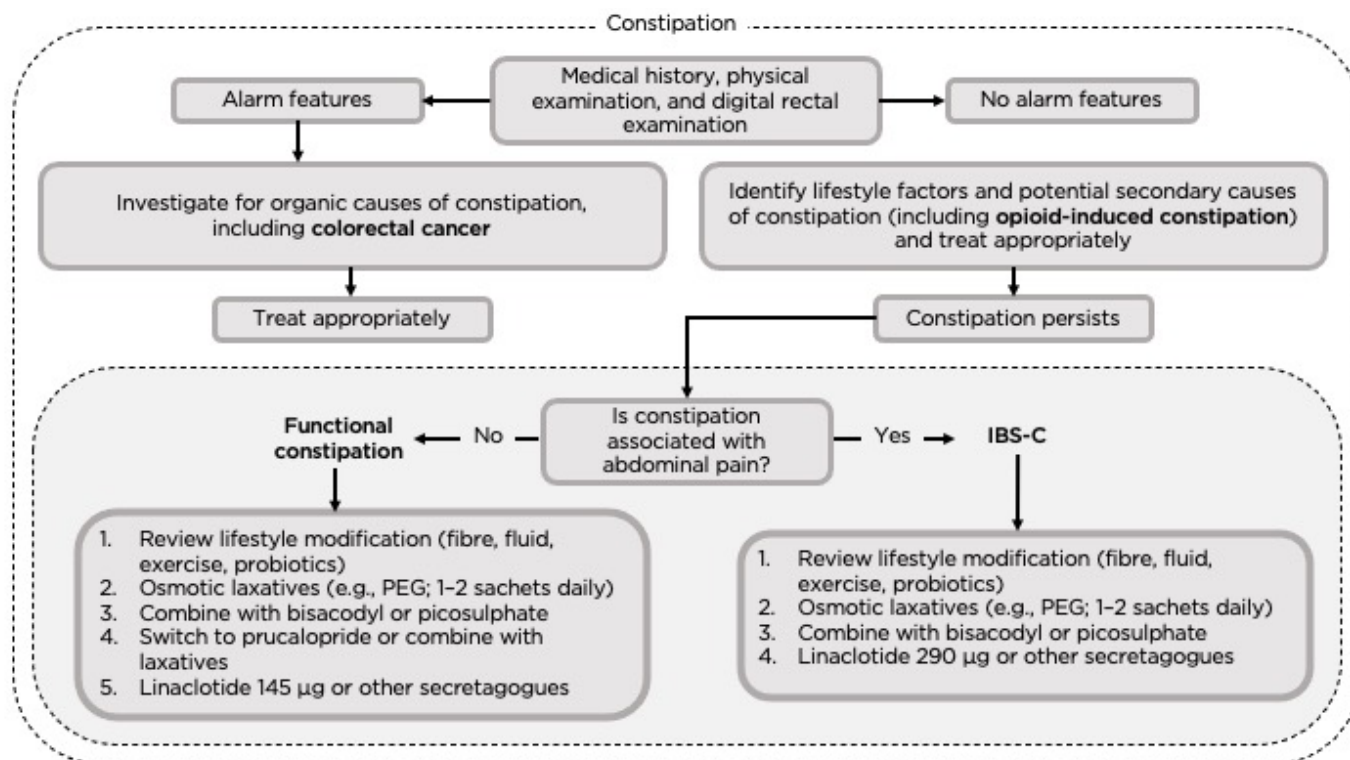 Constipation
Medical history, physical
examination, and digital rectal
examination
Alarm features
No alarm features
Investigate for organic causes of constipation,
including colorectal cancer
Identify lifestyle factors and potential secondary causes
of constipation (including opioid-induced constipation)
and treat appropriately
Treat appropriately
Constipation persists
Is constipation
associated with
abdominal pain?
No
Yes
Functional
constipation
IBS-C
1. Review lifestyle modification (fibre, fluid,
exercise, probiotics)
2. Osmotic laxatives (e.g., PEG; 1–2 sachets daily)
3. Combine with bisacodyl or picosulphate
4. Switch to prucalopride or combine with
laxatives
5. Linaclotide 145 µg or other secretagogues
1. Review lifestyle modification (fibre, fluid,
exercise, probiotics)
2. Osmotic laxatives (e.g., PEG; 1–2 sachets daily)
3. Combine with bisacodyl or picosulphate
4. Linaclotide 290 µg or other secretagogues